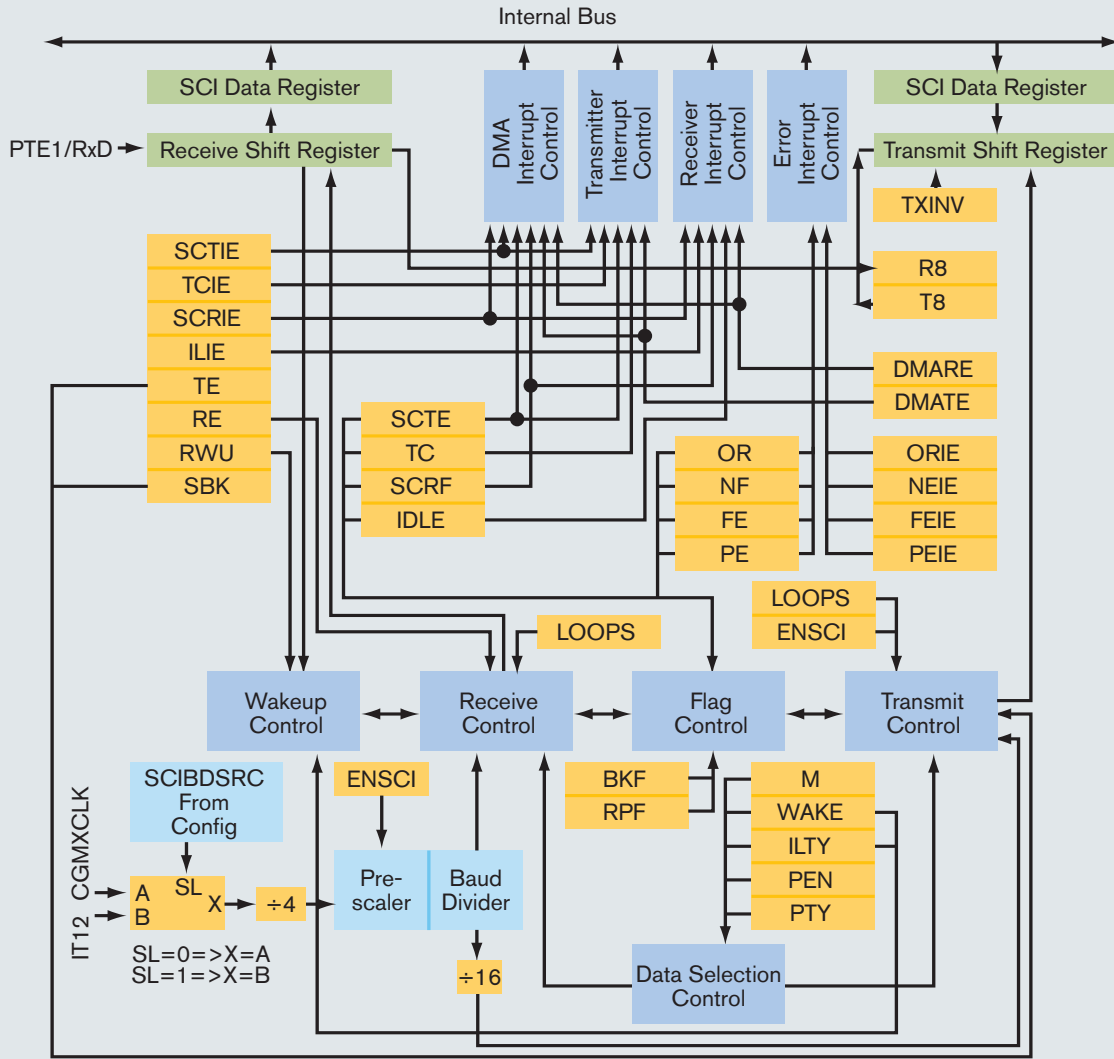 Internal Bus
SCI Data Register
SCI Data Register
PTE1/RxD
Receive Shift Register
DMA
Interrupt
Control
Transmitter
Interrupt
Control
Receiver
Interrupt
Control
Error
Interrupt
Control
Transmit Shift Register
TXINV
SCTIE
TCIE
SCRIE
ILIE
TE
RE
RWU
SBK
R8
T8
DMARE
DMATE
SCTE
TC
SCRF
IDLE
OR
NF
FE
PE
ORIE
NEIE
FEIE
PEIE
LOOPS
LOOPS
ENSCI
Wakeup
Control
Receive
Control
Flag
Control
Transmit
Control
SCIBDSRC
From
Config
ENSCI
BKF
RPF
M
WAKE
ILTY
PEN
PTY
CGMXCLK
IT12
A
B
SL
X
÷4
Pre-
scaler
Baud
Divider
SL=0=>X=A
SL=1=>X=B
÷16
Data Selection
Control